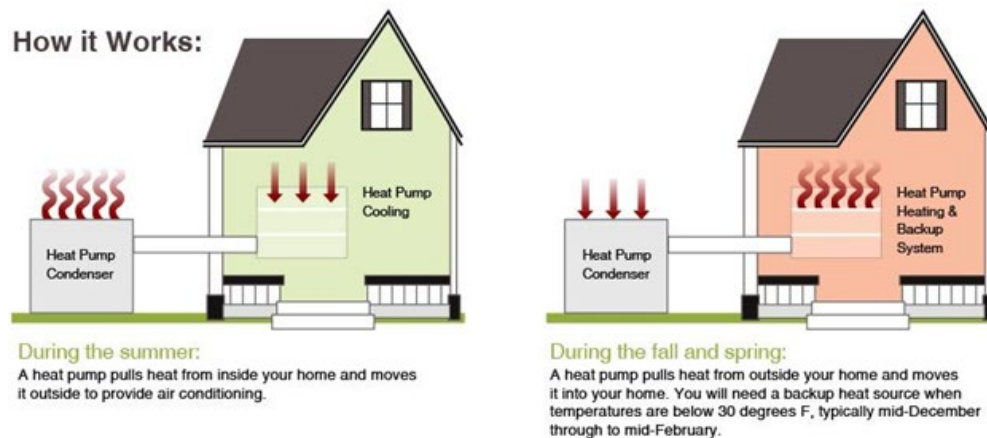 How it Works:
Heat Pump
Cooling
Heat Pump
Condenser
During the summer:
A heat pump pulls heat from inside your home and moves
it outside to provide air conditioning.
Heat Pump
Heating &
Backup
System
Heat Pump
Condenser
During the fall and spring:
A heat pump pulls heat from outside your home and moves
it into your home. You will need a backup heat source when
temperatures are below 30 degrees F, typically mid-December
through to mid-February.